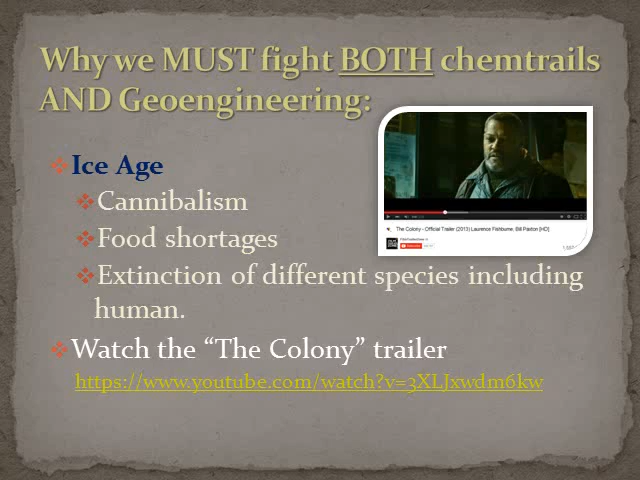 Why we MUST fight BOTH chemtrails
AND Geoengineering:
Ice Age
Cannibalism
Food shortages
Extinction of different species including
human.
Watch the “The Colony” trailer
https://www.youtube.com/watch?v=3XLJxwdm6kw
The Colony - Official Trailer (2013) Laurence Fishburne, Bill Paxton [HD]